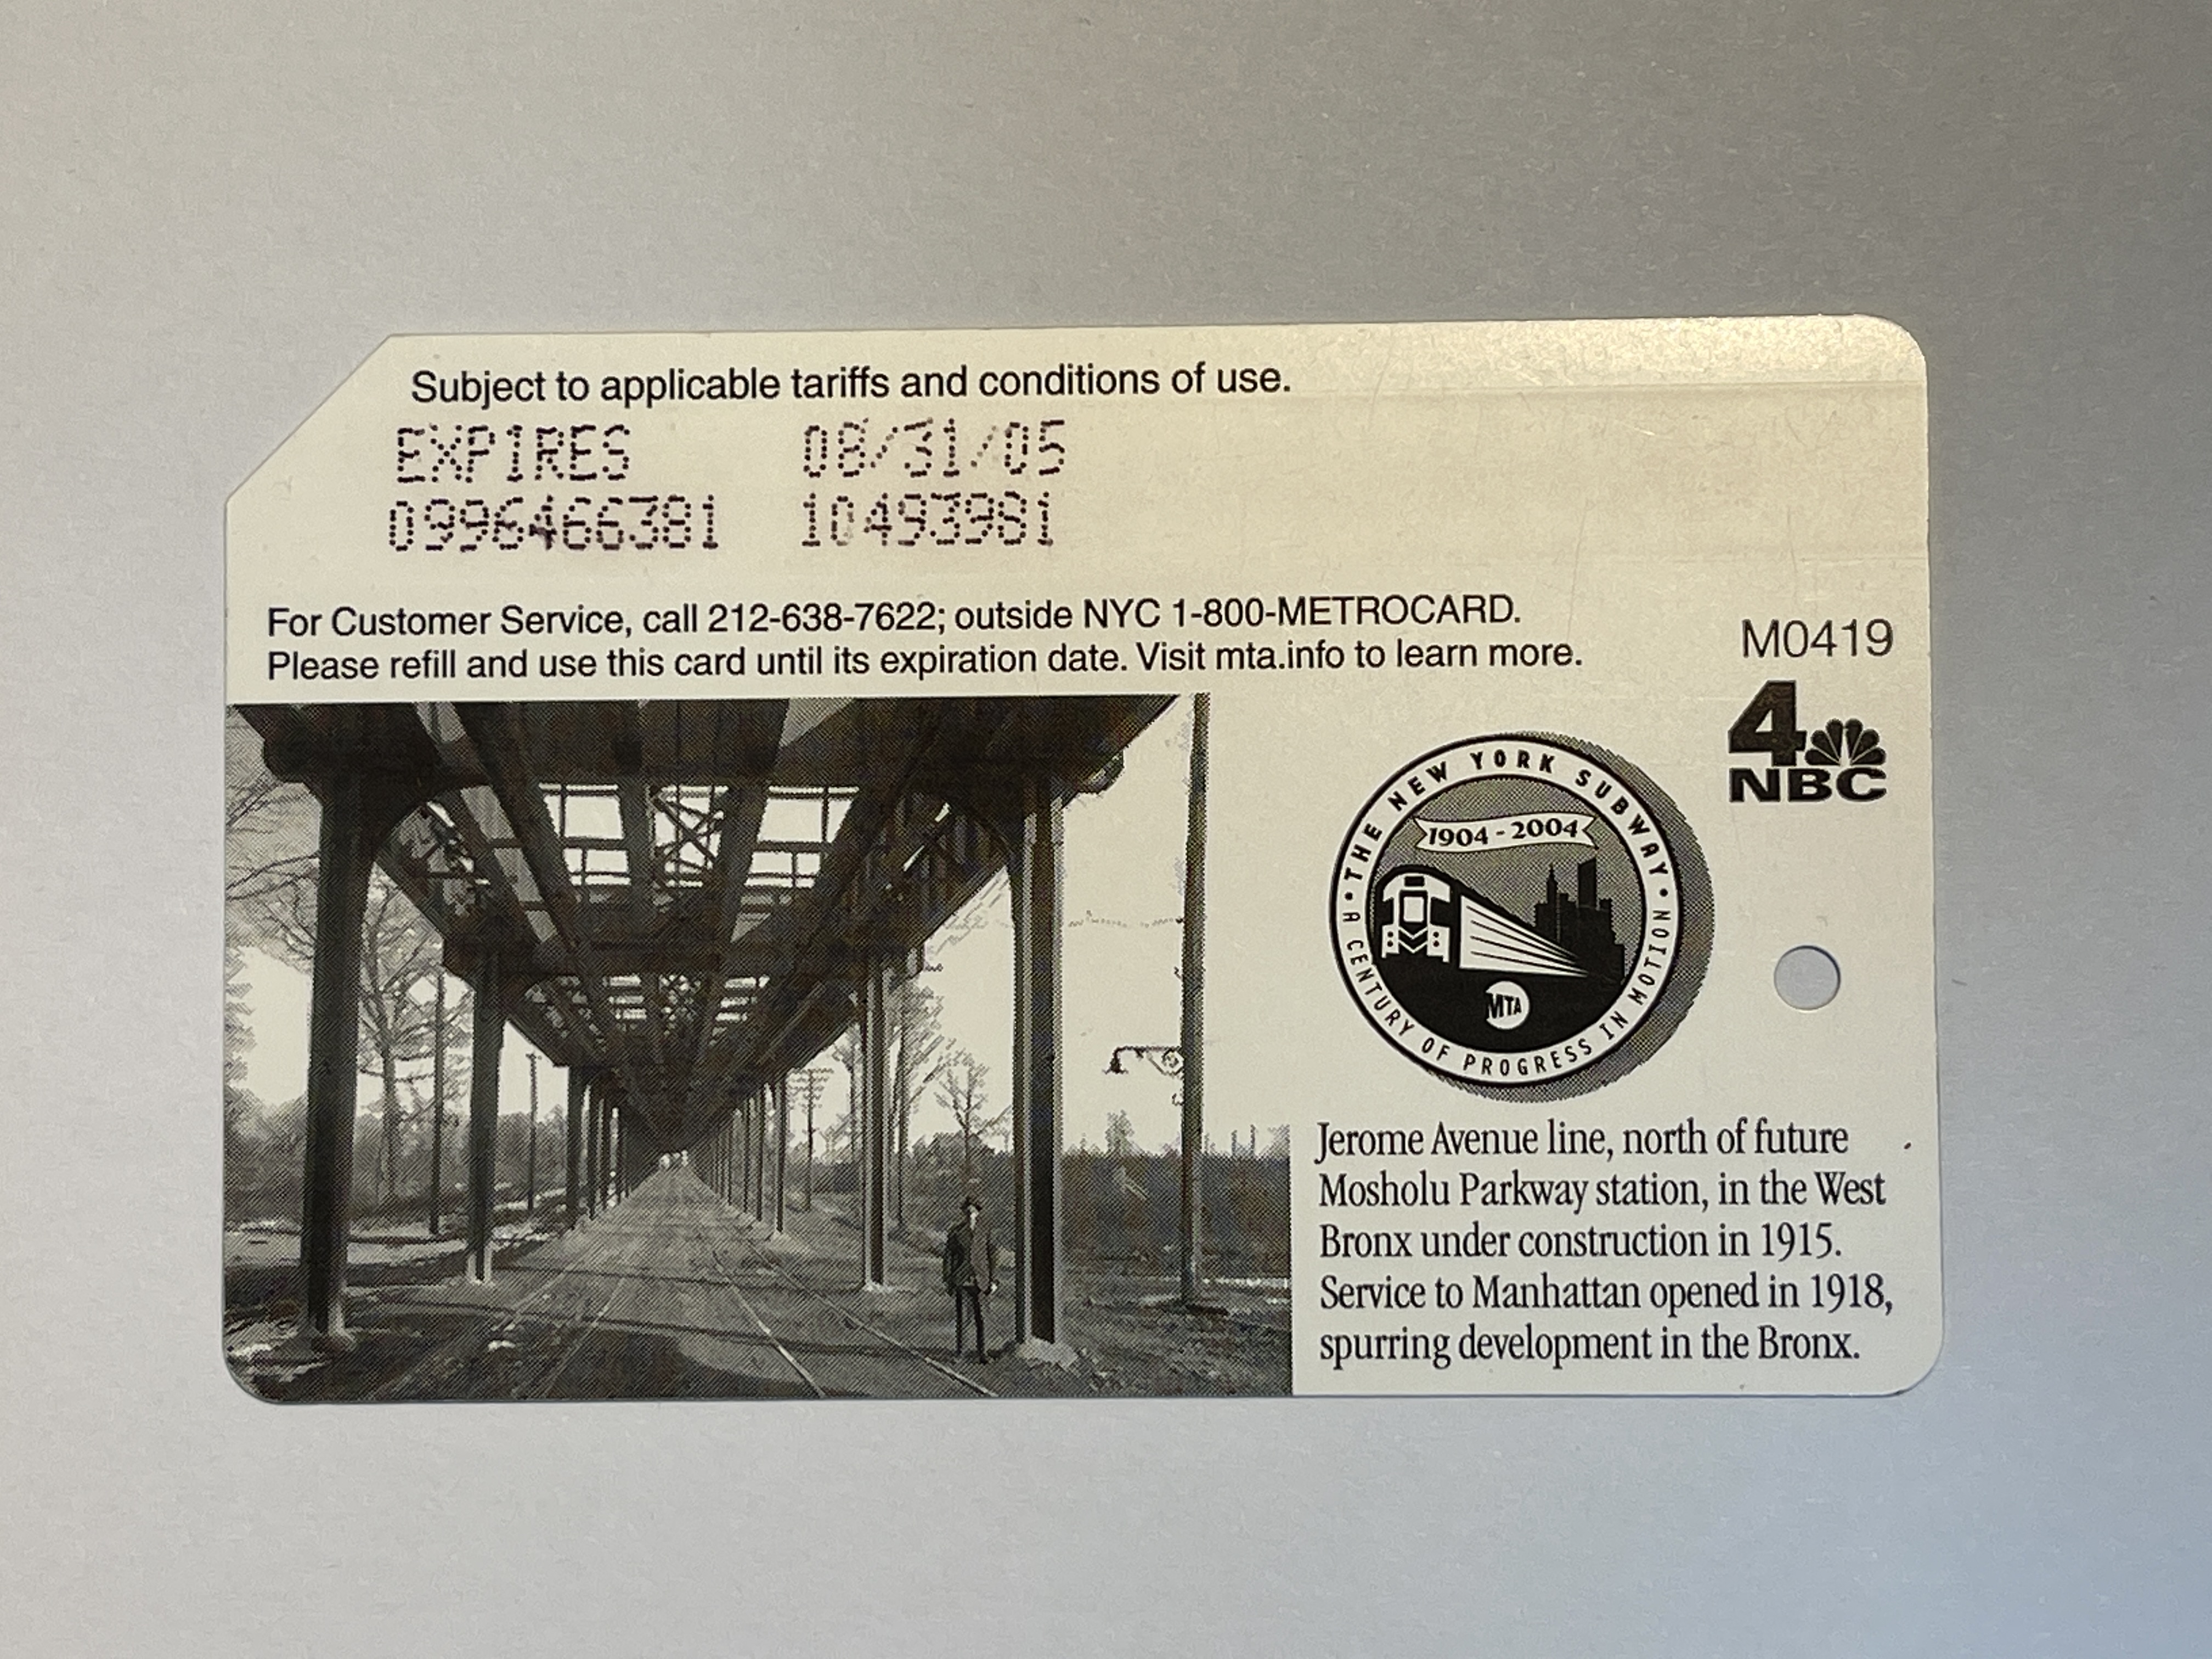 Subject to applicable tariffs and conditions of use.
EXPIRES 08/31/05
0996466381 10493981
For Customer Service, call 212-638-7622; outside NYC 1-800-METROCARD.
Please refill and use this card until its expiration date. Visit mta.info to learn more.
M0419
4
NBC
• THE NEW YORK SUBWAY •
1904 - 2004
MTA
A CENTURY OF PROGRESS IN MOTION
Jerome Avenue line, north of future
Mosholu Parkway station, in the West
Bronx under construction in 1915.
Service to Manhattan opened in 1918,
spurring development in the Bronx.